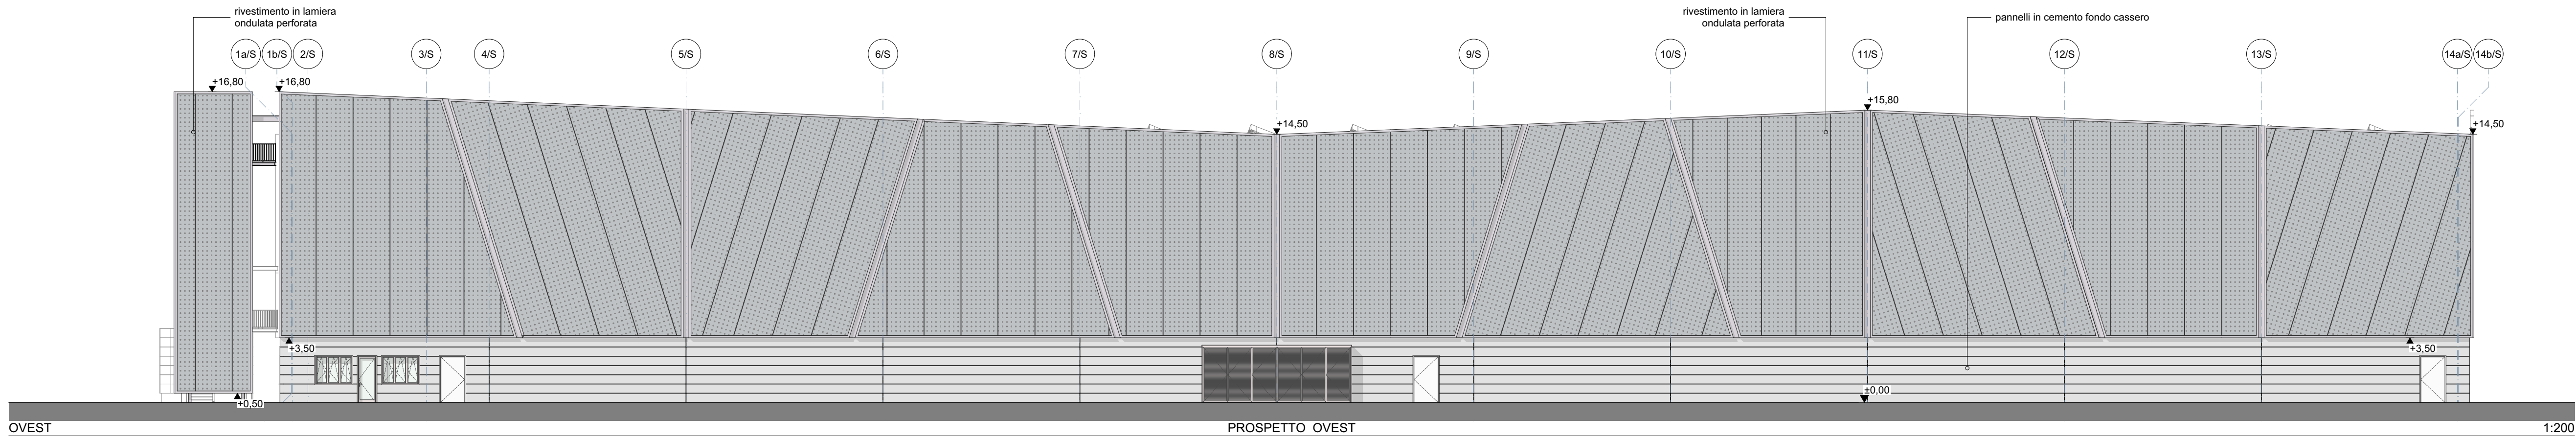 rivestimento in lamiera
ondulata perforata
rivestimento in lamiera
ondulata perforata
pannelli in cemento fondo cassero
1a/S 1b/S 2/S 3/S 4/S 5/S 6/S 7/S 8/S 9/S 10/S 11/S 12/S 13/S 14a/S 14b/S
+16,80 +16,80
+15,80
+14,50
+14,50
+3,50
+3,50
±0,00
+0,50
OVEST PROSPETTO OVEST 1:200